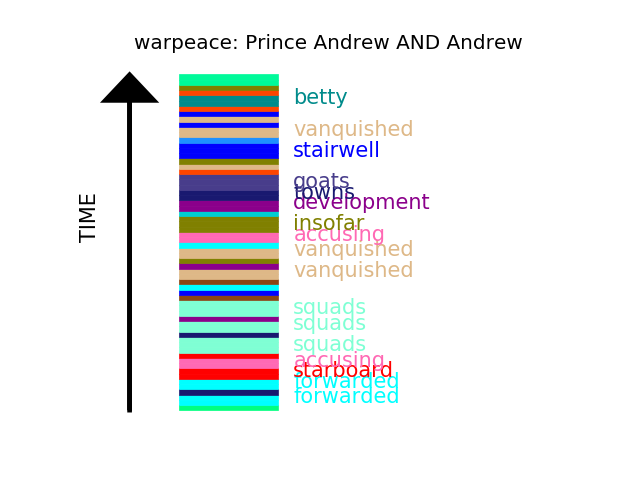 warpeace: Prince Andrew AND Andrew
TIME
betty
vanquished
stairwell
goats
towns
development
insofar
accusing
vanquished
vanquished
squads
squads
squads
accusing
starboard
forwarded
forwarded